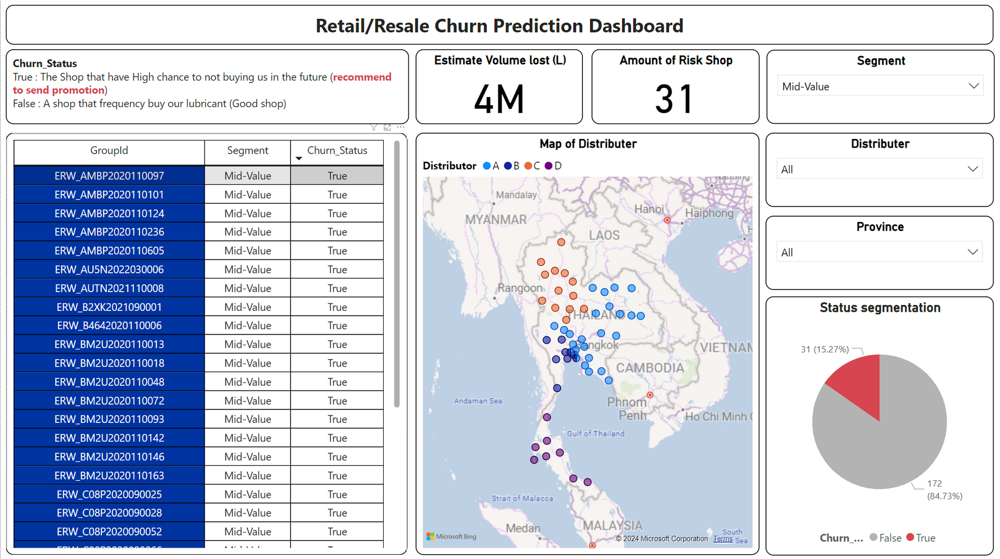 Retail/Resale Churn Prediction Dashboard
Churn_Status
True : The Shop that have High chance to not buying us in the future (recommend
to send promotion)
False : A shop that frequency buy our lubricant (Good shop)
Estimate Volume lost (L)
4M
Amount of Risk Shop
31
Segment
Mid-Value
GroupId Segment Churn_Status
ERW_AMBP2020110097 Mid-Value True
ERW_AMBP2020110101 Mid-Value True
ERW_AMBP2020110124 Mid-Value True
ERW_AMBP2020110236 Mid-Value True
ERW_AMBP2020110605 Mid-Value True
ERW_AU5N2022030006 Mid-Value True
ERW_AUTN2021110008 Mid-Value True
ERW_B2XK2021090001 Mid-Value True
ERW_B4642020110006 Mid-Value True
ERW_BM2U2020110013 Mid-Value True
ERW_BM2U2020110018 Mid-Value True
ERW_BM2U2020110048 Mid-Value True
ERW_BM2U2020110072 Mid-Value True
ERW_BM2U2020110093 Mid-Value True
ERW_BM2U2020110142 Mid-Value True
ERW_BM2U2020110146 Mid-Value True
ERW_BM2U2020110163 Mid-Value True
ERW_C08P2020090025 Mid-Value True
ERW_C08P2020090028 Mid-Value True
ERW_C08P2020090052 Mid-Value True
Map of Distributer
Distributor A B C D
Nanning
Mandalay
Hanoi
Haiphong
MYANMAR
LAOS
Rangoon
THAILAND
Bangkok
VIETNAM
CAMBODIA
Andaman Sea
Phnom
Penh
Ho Chi Minh
Gulf of Thailand
Strait of Malacca
Medan
MALAYSIA
South
Sea
Microsoft Bing
© 2024 Microsoft Corporation Terms
Distributer
All
Province
All
Status segmentation
31 (15.27%)
172
(84.73%)
Churn_... False True